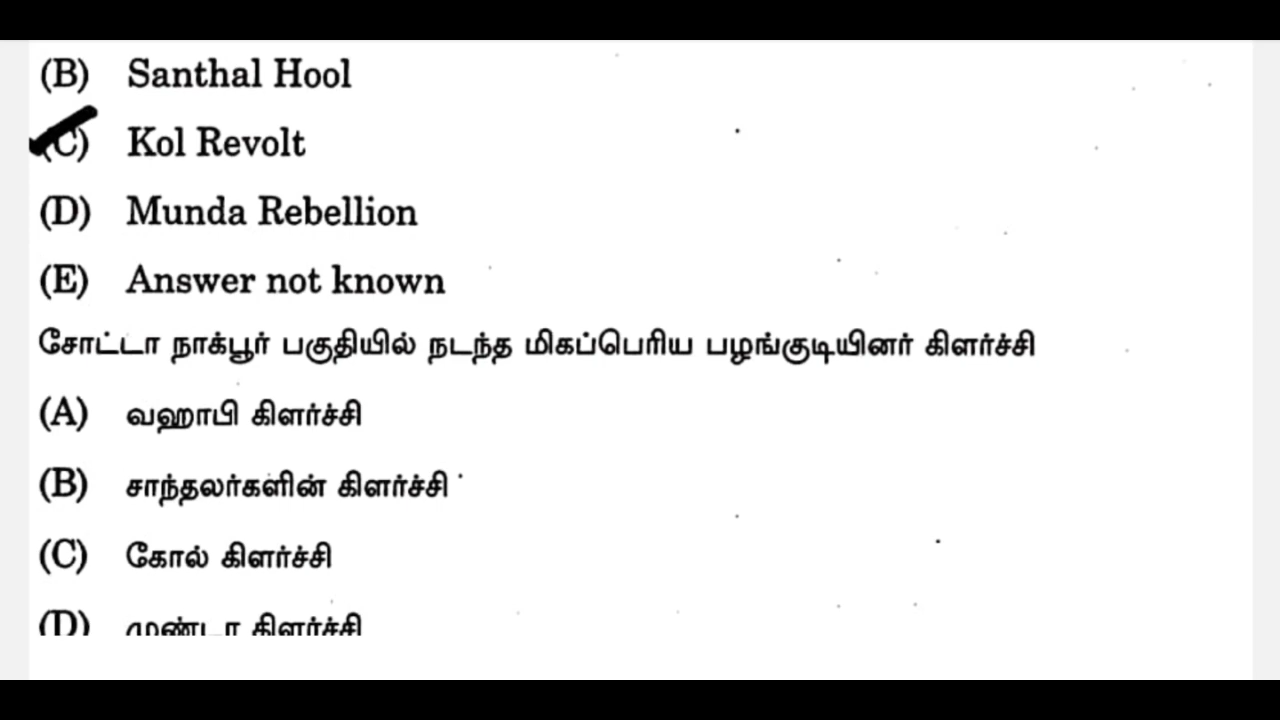 (B) Santhal Hool
(C) Kol Revolt
(D) Munda Rebellion
(E) Answer not known
சோட்டா நாக்பூர் பகுதியில் நடந்த மிகப்பெரிய பழங்குடியினர் கிளர்ச்சி
(A) வஹாபி கிளர்ச்சி
(B) சாந்தலர்களின் கிளர்ச்சி
(C) கோல் கிளர்ச்சி
(D) முண்டா கிளர்ச்சி